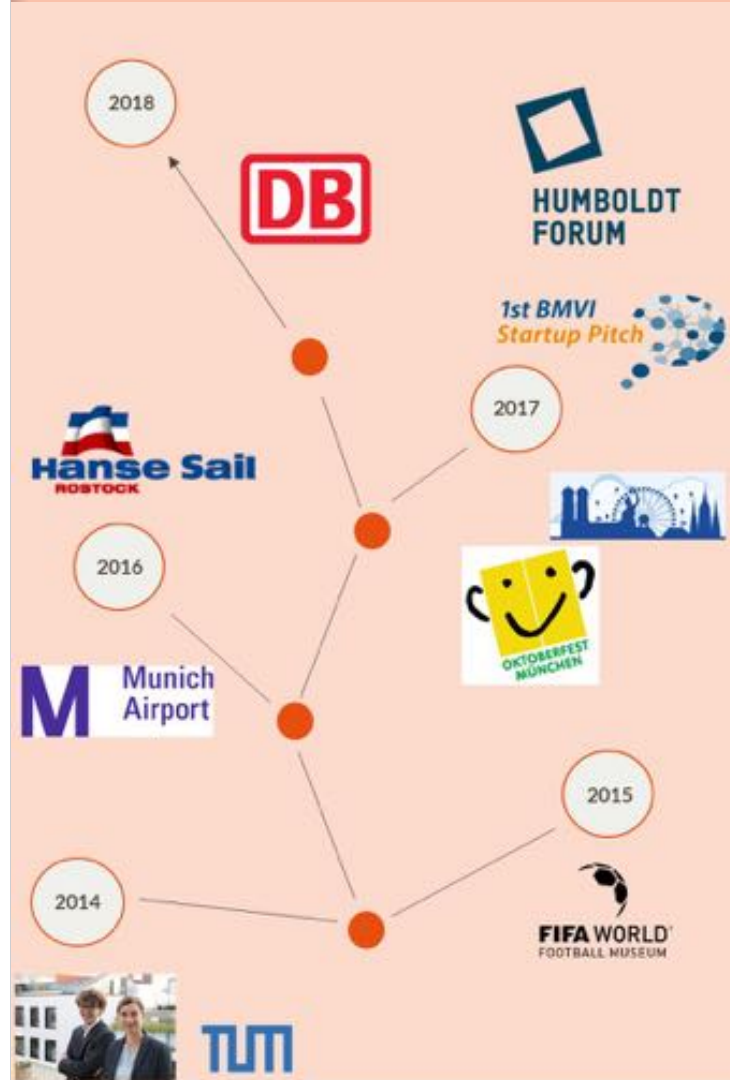 2018
DB
HUMBOLDT
FORUM
1st BMVI
Startup Pitch
2017
Hanse Sail
ROSTOCK
2016
OKTOBERFEST
MÜNCHEN
M
Munich
Airport
2015
2014
FIFA WORLD
FOOTBALL MUSEUM
TUM